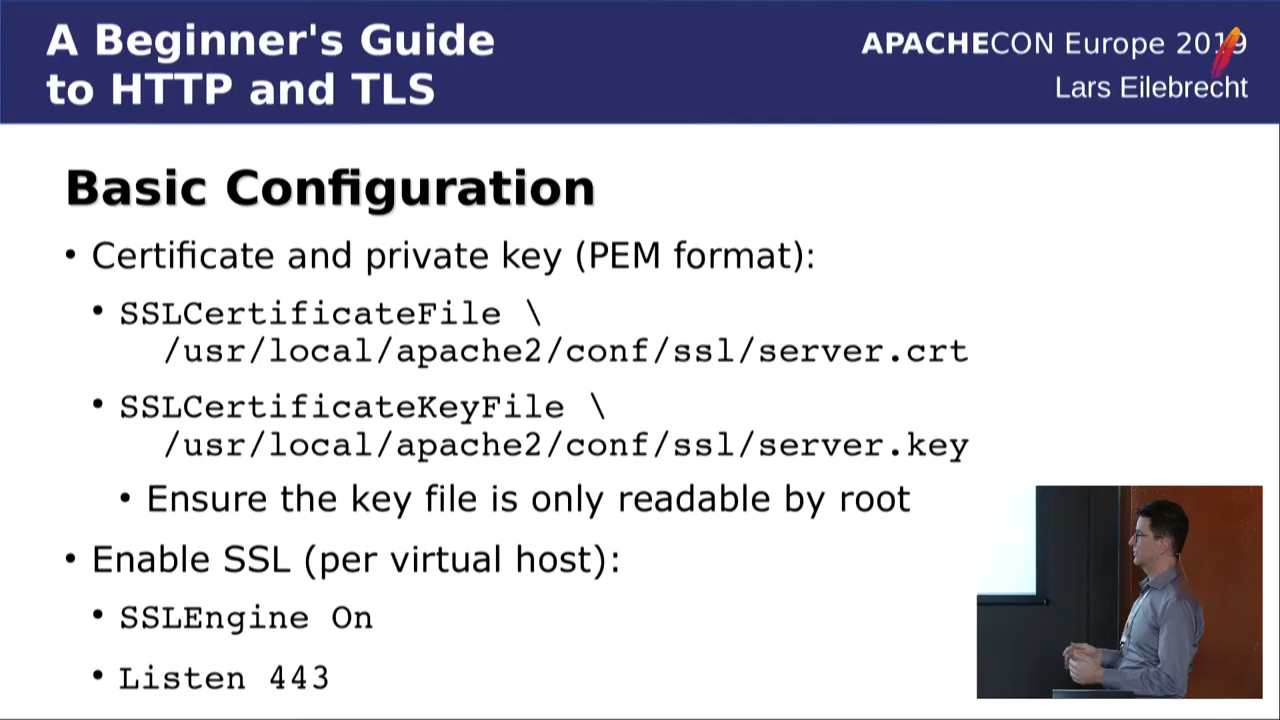 A Beginner's Guide
to HTTP and TLS
APACHECON Europe 2019
Lars Eilebrecht
Basic Configuration
• Certificate and private key (PEM format):
• SSLCertificateFile \
/usr/local/apache2/conf/ssl/server.crt
• SSLCertificateKeyFile \
/usr/local/apache2/conf/ssl/server.key
• Ensure the key file is only readable by root
• Enable SSL (per virtual host):
• SSLEngine On
• Listen 443